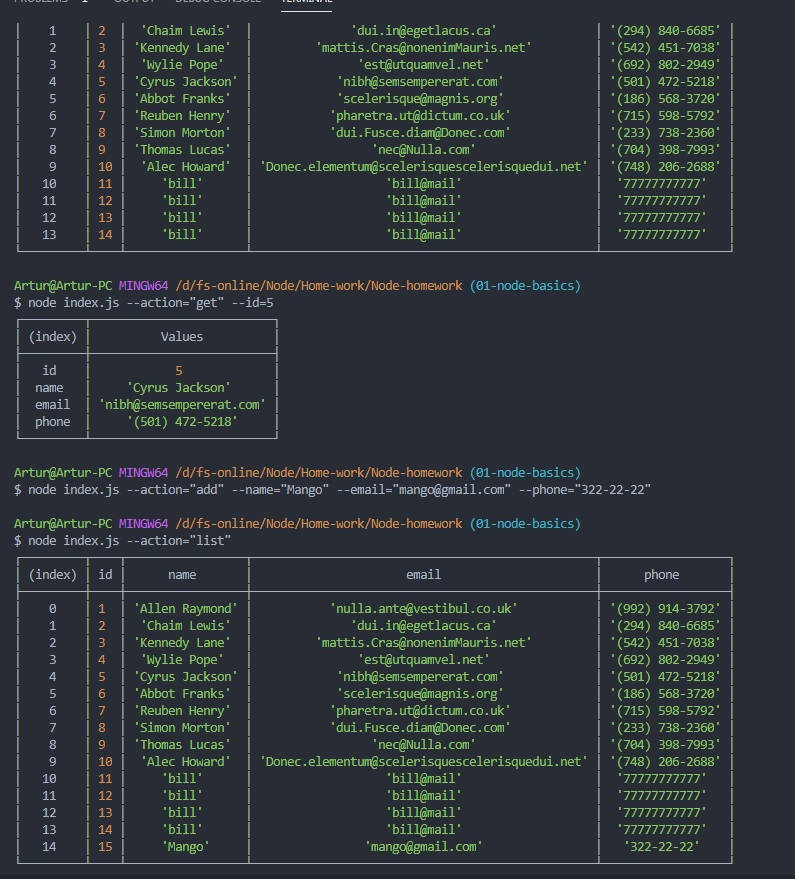 TERMINAL
1 2 'Chaim Lewis' 'dui.in@egetlacus.ca' '(294) 840-6685'
2 3 'Kennedy Lane' 'mattis.Cras@nonenimMauris.net' '(542) 451-7038'
3 4 'Wylie Pope' 'est@utquamvel.net' '(692) 802-2949'
4 5 'Cyrus Jackson' 'nibh@semsempererat.com' '(501) 472-5218'
5 6 'Abbot Franks' 'scelerisque@magnis.org' '(186) 568-3720'
6 7 'Reuben Henry' 'pharetra.ut@dictum.co.uk' '(715) 598-5792'
7 8 'Simon Morton' 'dui.Fusce.diam@Donec.com' '(233) 738-2360'
8 9 'Thomas Lucas' 'nec@Nulla.com' '(704) 398-7993'
9 10 'Alec Howard' 'Donec.elementum@scelerisquescelerisquedui.net' '(748) 206-2688'
10 11 'bill' 'bill@mail' '77777777777'
11 12 'bill' 'bill@mail' '77777777777'
12 13 'bill' 'bill@mail' '77777777777'
13 14 'bill' 'bill@mail' '77777777777'
Artur@Artur-PC MINGW64 /d/fs-online/Node/Home-work/Node-homework (01-node-basics)
$ node index.js --action="get" --id=5
(index) Values
id 5
name 'Cyrus Jackson'
email 'nibh@semsempererat.com'
phone '(501) 472-5218'
Artur@Artur-PC MINGW64 /d/fs-online/Node/Home-work/Node-homework (01-node-basics)
$ node index.js --action="add" --name="Mango" --email="mango@gmail.com" --phone="322-22-22"
Artur@Artur-PC MINGW64 /d/fs-online/Node/Home-work/Node-homework (01-node-basics)
$ node index.js --action="list"
(index) id name email phone
0 1 'Allen Raymond' 'nulla.ante@vestibul.co.uk' '(992) 914-3792'
1 2 'Chaim Lewis' 'dui.in@egetlacus.ca' '(294) 840-6685'
2 3 'Kennedy Lane' 'mattis.Cras@nonenimMauris.net' '(542) 451-7038'
3 4 'Wylie Pope' 'est@utquamvel.net' '(692) 802-2949'
4 5 'Cyrus Jackson' 'nibh@semsempererat.com' '(501) 472-5218'
5 6 'Abbot Franks' 'scelerisque@magnis.org' '(186) 568-3720'
6 7 'Reuben Henry' 'pharetra.ut@dictum.co.uk' '(715) 598-5792'
7 8 'Simon Morton' 'dui.Fusce.diam@Donec.com' '(233) 738-2360'
8 9 'Thomas Lucas' 'nec@Nulla.com' '(704) 398-7993'
9 10 'Alec Howard' 'Donec.elementum@scelerisquescelerisquedui.net' '(748) 206-2688'
10 11 'bill' 'bill@mail' '77777777777'
11 12 'bill' 'bill@mail' '77777777777'
12 13 'bill' 'bill@mail' '77777777777'
13 14 'bill' 'bill@mail' '77777777777'
14 15 'Mango' 'mango@gmail.com' '322-22-22'